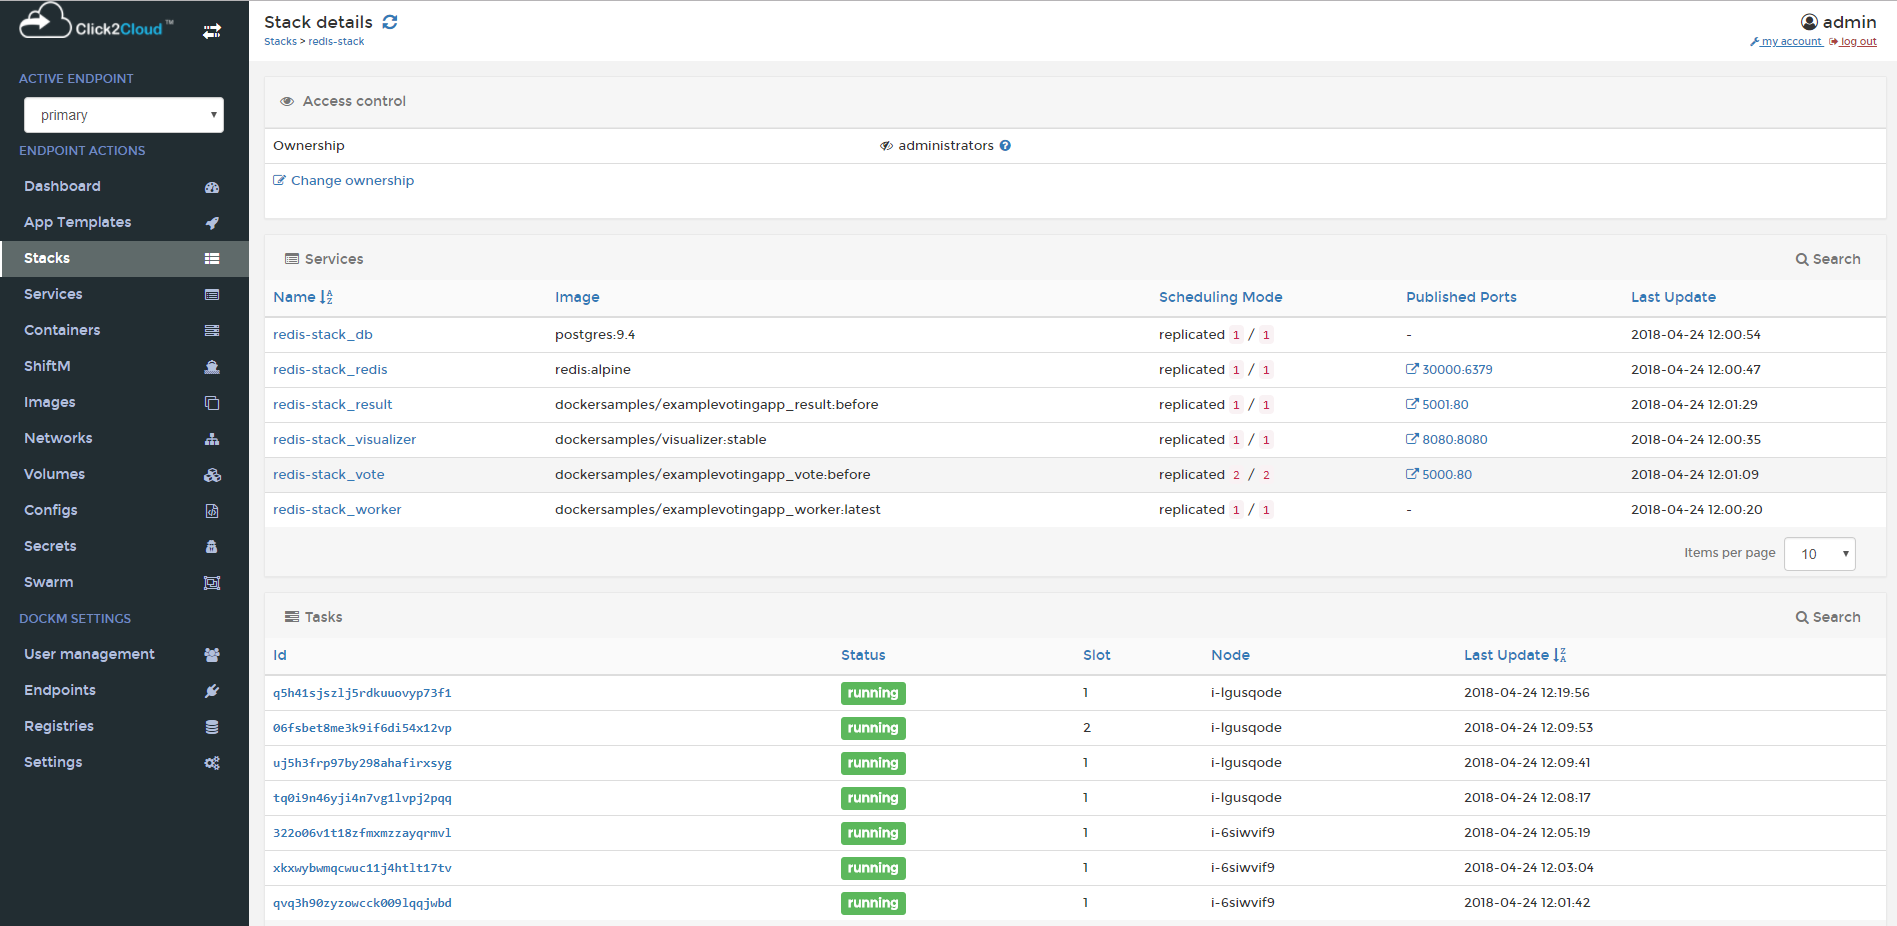 Click2Cloud™
ACTIVE ENDPOINT
primary
ENDPOINT ACTIONS
Dashboard
App Templates
Stacks
Services
Containers
ShiftM
Images
Networks
Volumes
Configs
Secrets
Swarm
DOCKM SETTINGS
User management
Endpoints
Registries
Settings
Stack details
Stacks > redis-stack
admin
my account log out
Access control
Ownership administrators
Change ownership
Services Search
Name Image Scheduling Mode Published Ports Last Update
redis-stack_db postgres:9.4 replicated 1 / 1 - 2018-04-24 12:00:54
redis-stack_redis redis:alpine replicated 1 / 1 30000:6379 2018-04-24 12:00:47
redis-stack_result dockersamples/examplevotingapp_result:before replicated 1 / 1 5001:80 2018-04-24 12:01:29
redis-stack_visualizer dockersamples/visualizer:stable replicated 1 / 1 8080:8080 2018-04-24 12:00:35
redis-stack_vote dockersamples/examplevotingapp_vote:before replicated 2 / 2 5000:80 2018-04-24 12:01:09
redis-stack_worker dockersamples/examplevotingapp_worker:latest replicated 1 / 1 - 2018-04-24 12:00:20
Items per page 10
Tasks Search
Id Status Slot Node Last Update
q5h41sjszlj5rdkuuovyp73f1 running 1 i-lgusqode 2018-04-24 12:19:56
06fsbet8me3k9if6di54x12vp running 2 i-lgusqode 2018-04-24 12:09:53
uj5h3frp97by298ahafirxsyg running 1 i-lgusqode 2018-04-24 12:09:41
tq0i9n46yji4n7vg1lvpj2pqq running 1 i-lgusqode 2018-04-24 12:08:17
322o06v1t18zfmxmzzayqrmvl running 1 i-6siwvif9 2018-04-24 12:05:19
xkxwybwmqcwuc11j4htlt17tv running 1 i-6siwvif9 2018-04-24 12:03:04
qvq3h90zyzowcck009lqqjwbd running 1 i-6siwvif9 2018-04-24 12:01:42